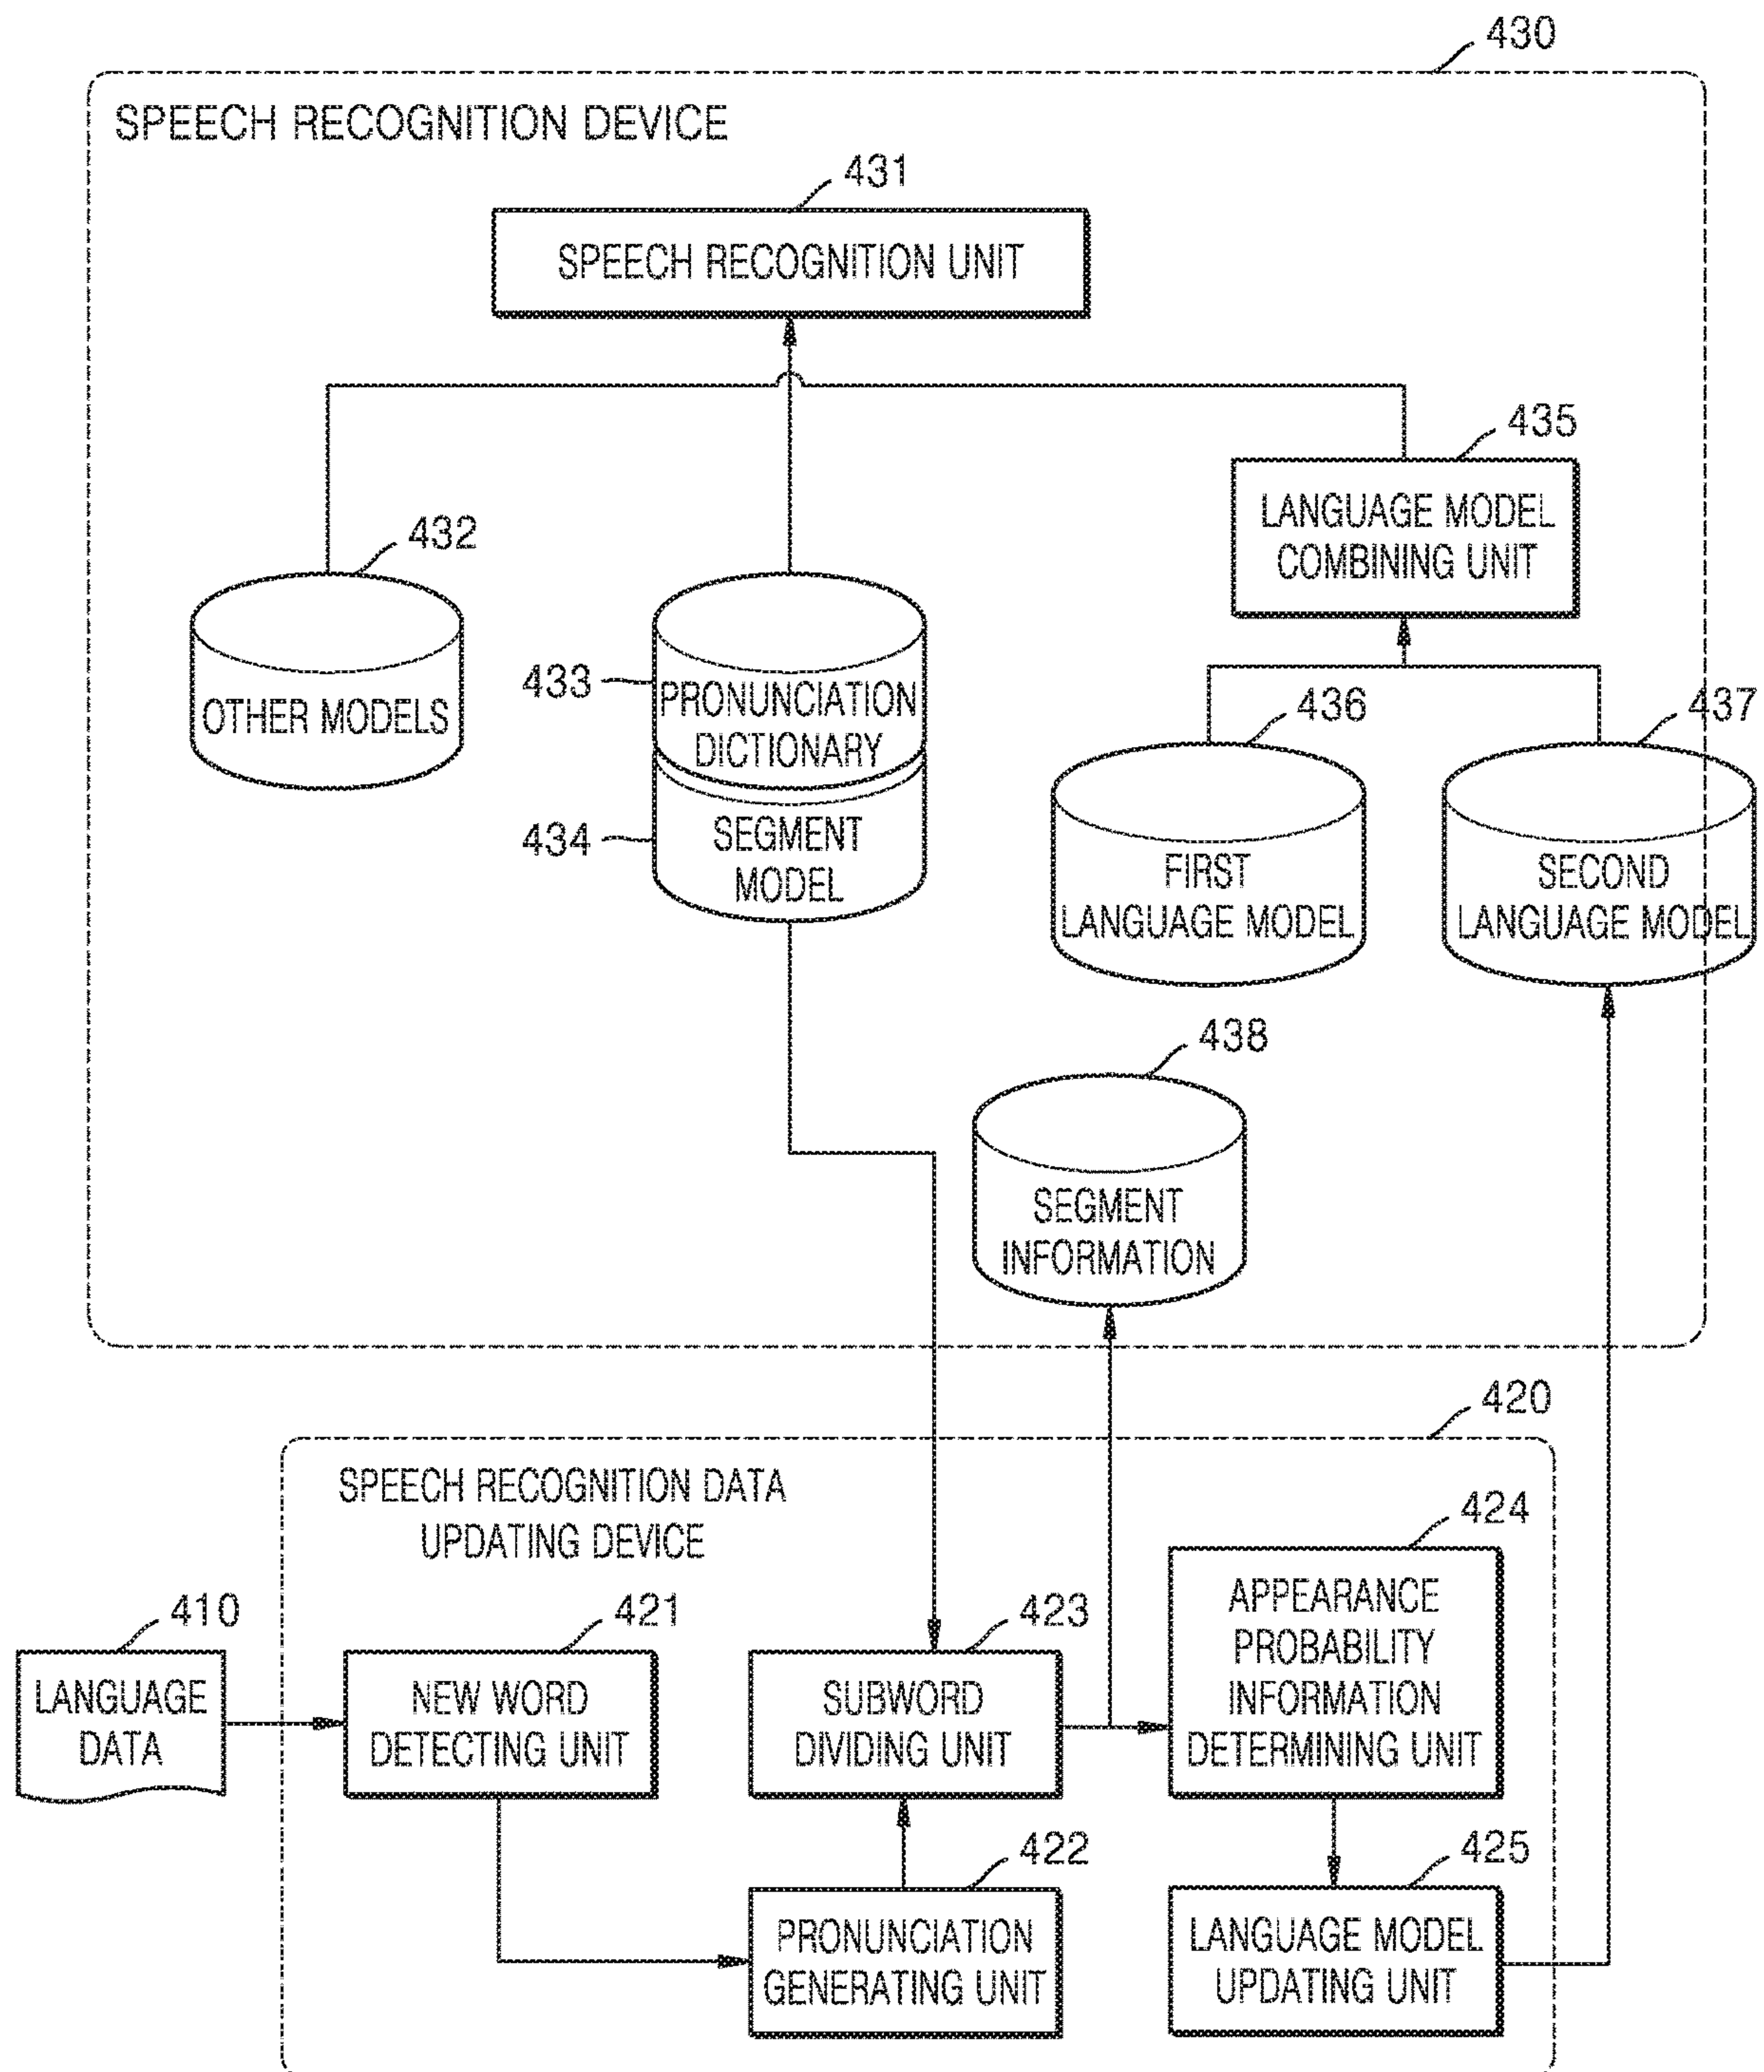 430
SPEECH RECOGNITION DEVICE
431
SPEECH RECOGNITION UNIT
435
LANGUAGE MODEL
COMBINING UNIT
432
OTHER MODELS
433
PRONUNCIATION
DICTIONARY
434
SEGMENT
MODEL
436
FIRST
LANGUAGE MODEL
437
SECOND
LANGUAGE MODEL
438
SEGMENT
INFORMATION
420
SPEECH RECOGNITION DATA
UPDATING DEVICE
410
LANGUAGE
DATA
421
NEW WORD
DETECTING UNIT
423
SUBWORD
DIVIDING UNIT
424
APPEARANCE
PROBABILITY
INFORMATION
DETERMINING UNIT
422
PRONUNCIATION
GENERATING UNIT
425
LANGUAGE MODEL
UPDATING UNIT